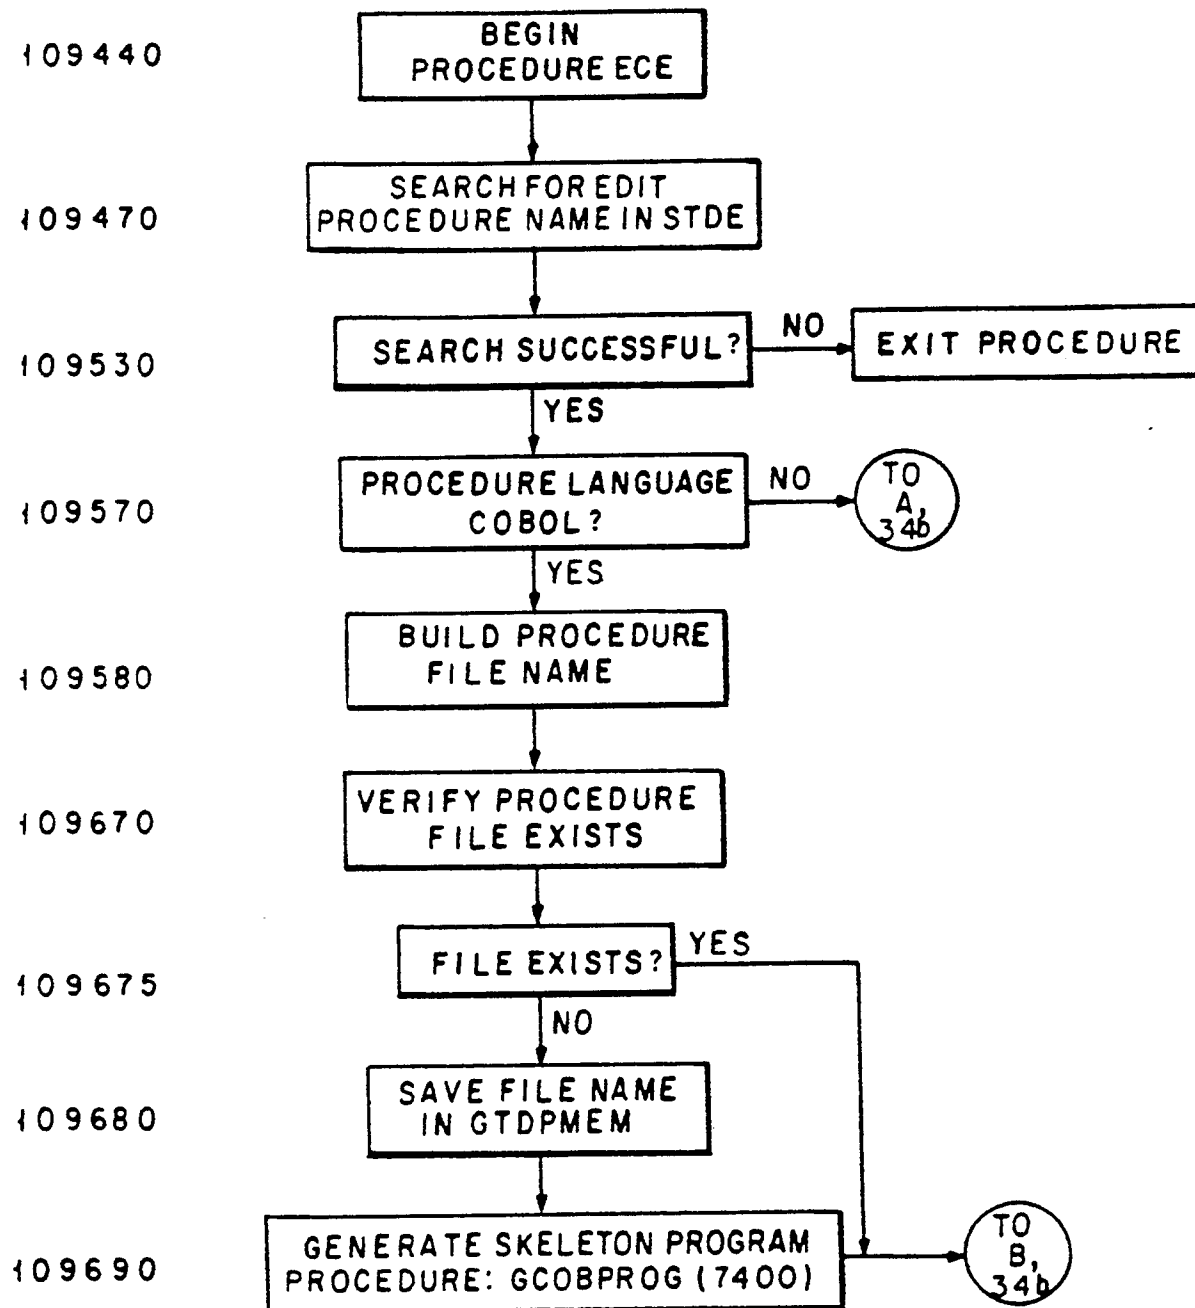 109440
BEGIN
PROCEDURE ECE
109470
SEARCH FOR EDIT
PROCEDURE NAME IN STDE
109530
SEARCH SUCCESSFUL?
NO
EXIT PROCEDURE
YES
109570
PROCEDURE LANGUAGE
COBOL?
NO
TO
A,
34b
YES
109580
BUILD PROCEDURE
FILE NAME
109670
VERIFY PROCEDURE
FILE EXISTS
109675
FILE EXISTS?
YES
NO
109680
SAVE FILE NAME
IN GTDPMEM
109690
GENERATE SKELETON PROGRAM
PROCEDURE: GCOBPROG (7400)
TO
B,
34b